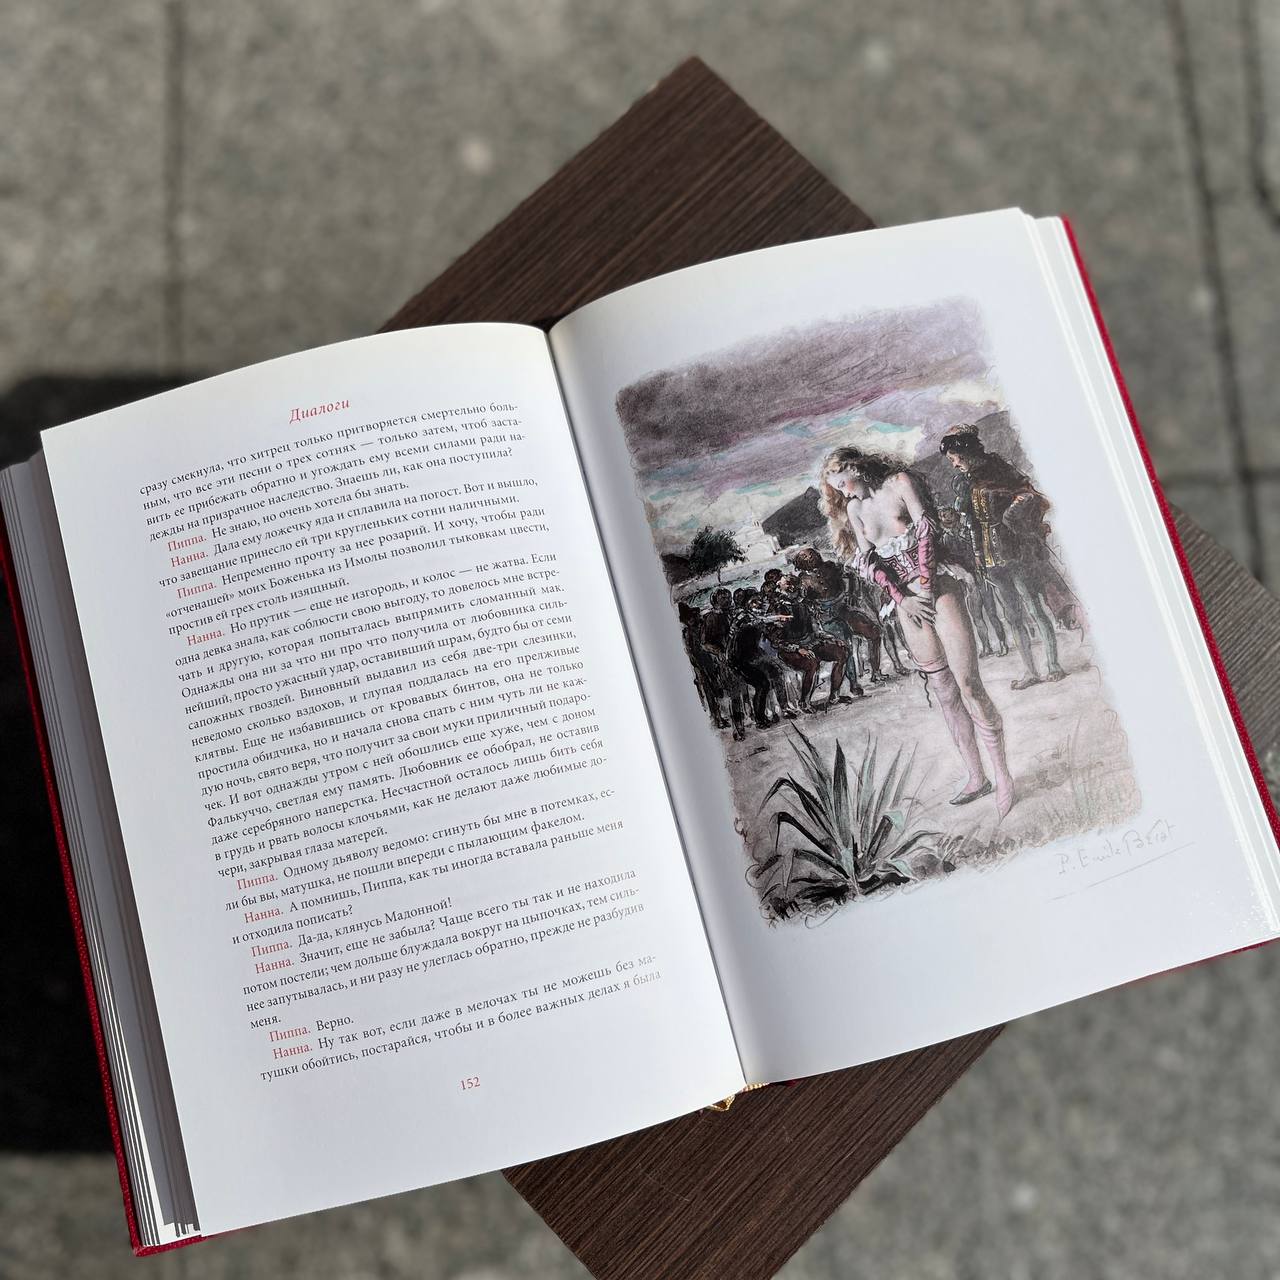 Диалоги
сразу смекнула, что хитрец только притворяется смертельно боль-
ным, что все эти песни о трех сотнях — только затем, чтоб заста-
вить ее прибежать обратно и угождать ему всеми силами ради на-
дежды на призрачное наследство. Знаешь ли, как она поступила?
Пиппа. Не знаю, но очень хотела бы знать.
Нанна. Дала ему ложечку яда и сплавила на погост. Вот и вышло,
что завещание принесло ей три кругленьких сотни наличными.
Пиппа. Непременно прочту за нее розарий. И хочу, чтобы ради
«отченашей» моих Боженька из Имолы позволил тыковкам цвести,
простив ей грех столь изящный.
Нанна. Но прутик — еще не изгородь, и колос — не жатва. Если
одна девка знала, как соблюсти свою выгоду, то довелось мне встре-
чать и другую, которая попыталась выпрямить сломанный мак.
Однажды она ни за что ни про что получила от любовника силь-
нейший, просто ужасный удар, оставивший шрам, будто бы от семи
сапожных гвоздей. Виновный выдавил из себя две-три слезинки,
неведомо сколько вздохов, и глупая поддалась на его прелживые
клятвы. Еще не избавившись от кровавых бинтов, она не только
простила обидчика, но и начала снова спать с ним чуть ли не каж-
дую ночь, свято веря, что получит за свои муки приличный подаро-
чек. И вот однажды утром с ней обошлись еще хуже, чем с доном
Фалькуччо, светлая ему память. Любовник ее обобрал, не оставив
даже серебряного наперстка. Несчастной осталось лишь бить себя
в грудь и рвать волосы клочьями, как не делают даже любимые до-
чери, закрывая глаза матерей.
Пиппа. Одному дьяволу ведомо: сгинуть бы мне в потемках, ес-
ли бы вы, матушка, не пошли впереди с пылающим факелом.
Нанна. А помнишь, Пиппа, как ты иногда вставала раньше меня
и отходила пописать?
Пиппа. Да-да, клянусь Мадонной!
Нанна. Значит, еще не забыла? Чаще всего ты так и не находила
потом постели; чем дольше блуждала вокруг на цыпочках, тем силь-
нее запутывалась, и ни разу не улеглась обратно, прежде не разбудив
меня.
Пиппа. Верно.
Нанна. Ну так вот, если даже в мелочах ты не можешь без ма-
тушки обойтись, постарайся, чтобы и в более важных делах я была
152
P. Emile Bécat